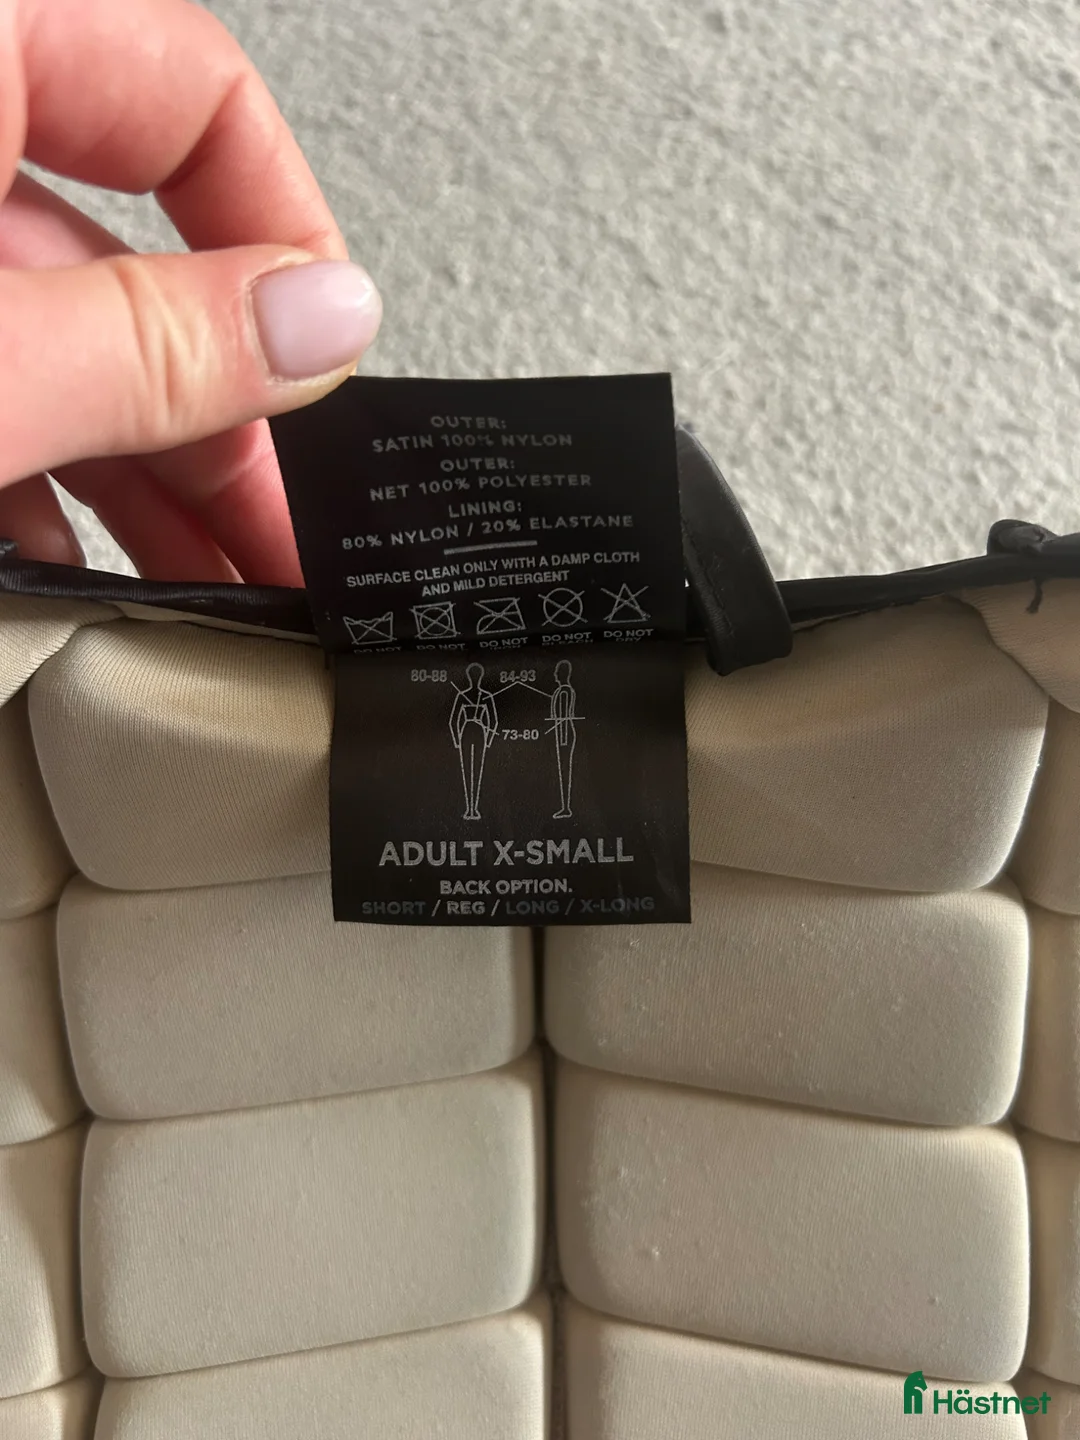 OUTER:
SATIN 100% NYLON
OUTER:
NET 100% POLYESTER
LINING:
80% NYLON / 20% ELASTANE
SURFACE CLEAN ONLY WITH A DAMP CLOTH
AND MILD DETERGENT
DO NOT DO NOT DO NOT DO NOT DO NOT
BLEACH DRY
80-88 84-93
73-80
ADULT X-SMALL
BACK OPTION.
SHORT / REG / LONG / X-LONG
Hästnet